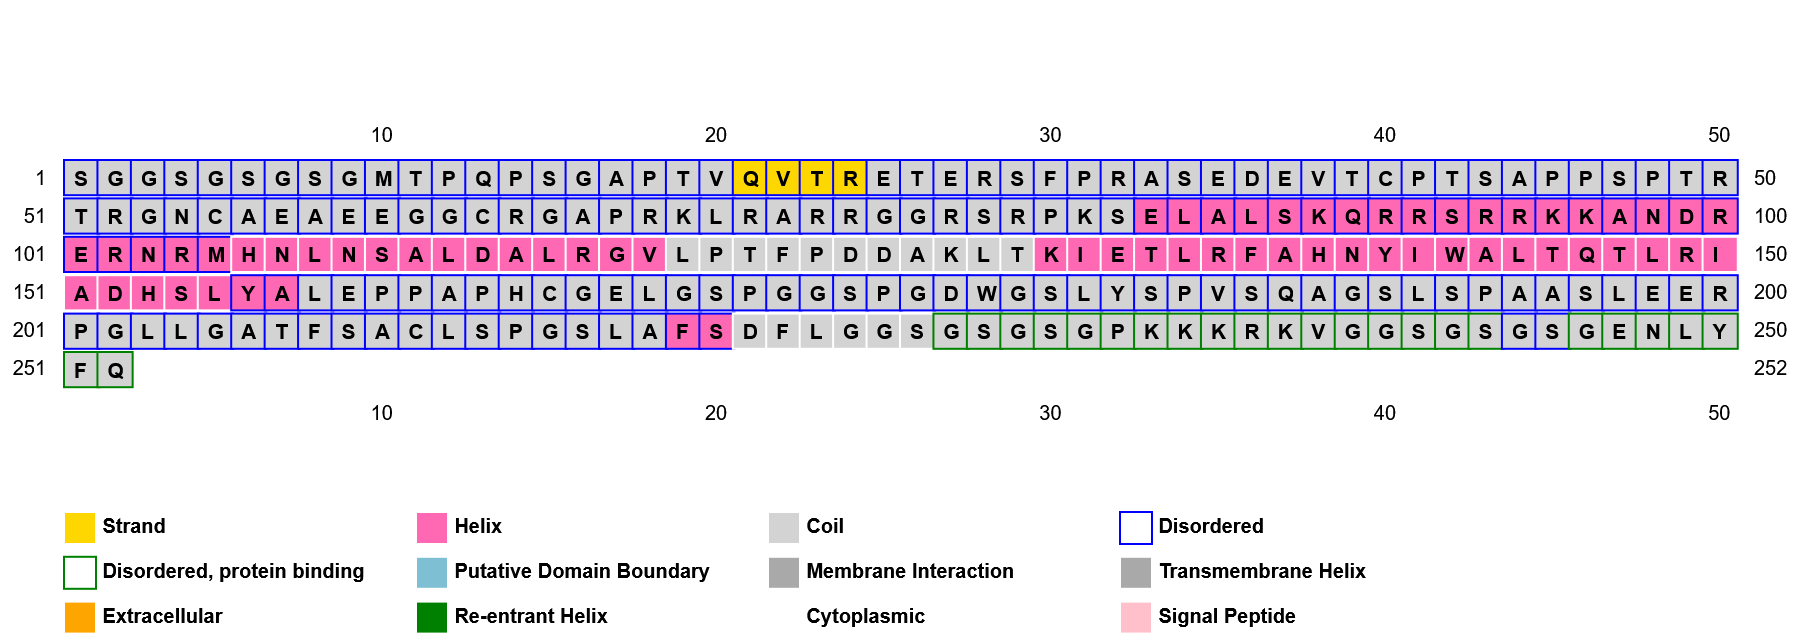 10 20 30 40 50
1 S G G S G S G S G M T P Q P S G A P T V Q V T R E T E R S F P R A S E D E V T C P T S A P P S P T R 50
51 T R G N C A E A E E G G C R G A P R K L R A R R G G R S R P K S E L A L S K Q R R S R R K K A N D R 100
101 E R N R M H N L N S A L D A L R G V L P T F P D D A K L T K I E T L R F A H N Y I W A L T Q T L R I 150
151 A D H S L Y A L E P P A P H C G E L G S P G G S P G D W G S L Y S P V S Q A G S L S P A A S L E E R 200
201 P G L L G A T F S A C L S P G S L A F S D F L G G S G S G S G P K K K R K V G G S G S G S G E N L Y 250
251 F Q 252
10 20 30 40 50
Strand Helix Coil Disordered
Disordered, protein binding Putative Domain Boundary Membrane Interaction Transmembrane Helix
Extracellular Re-entrant Helix Cytoplasmic Signal Peptide